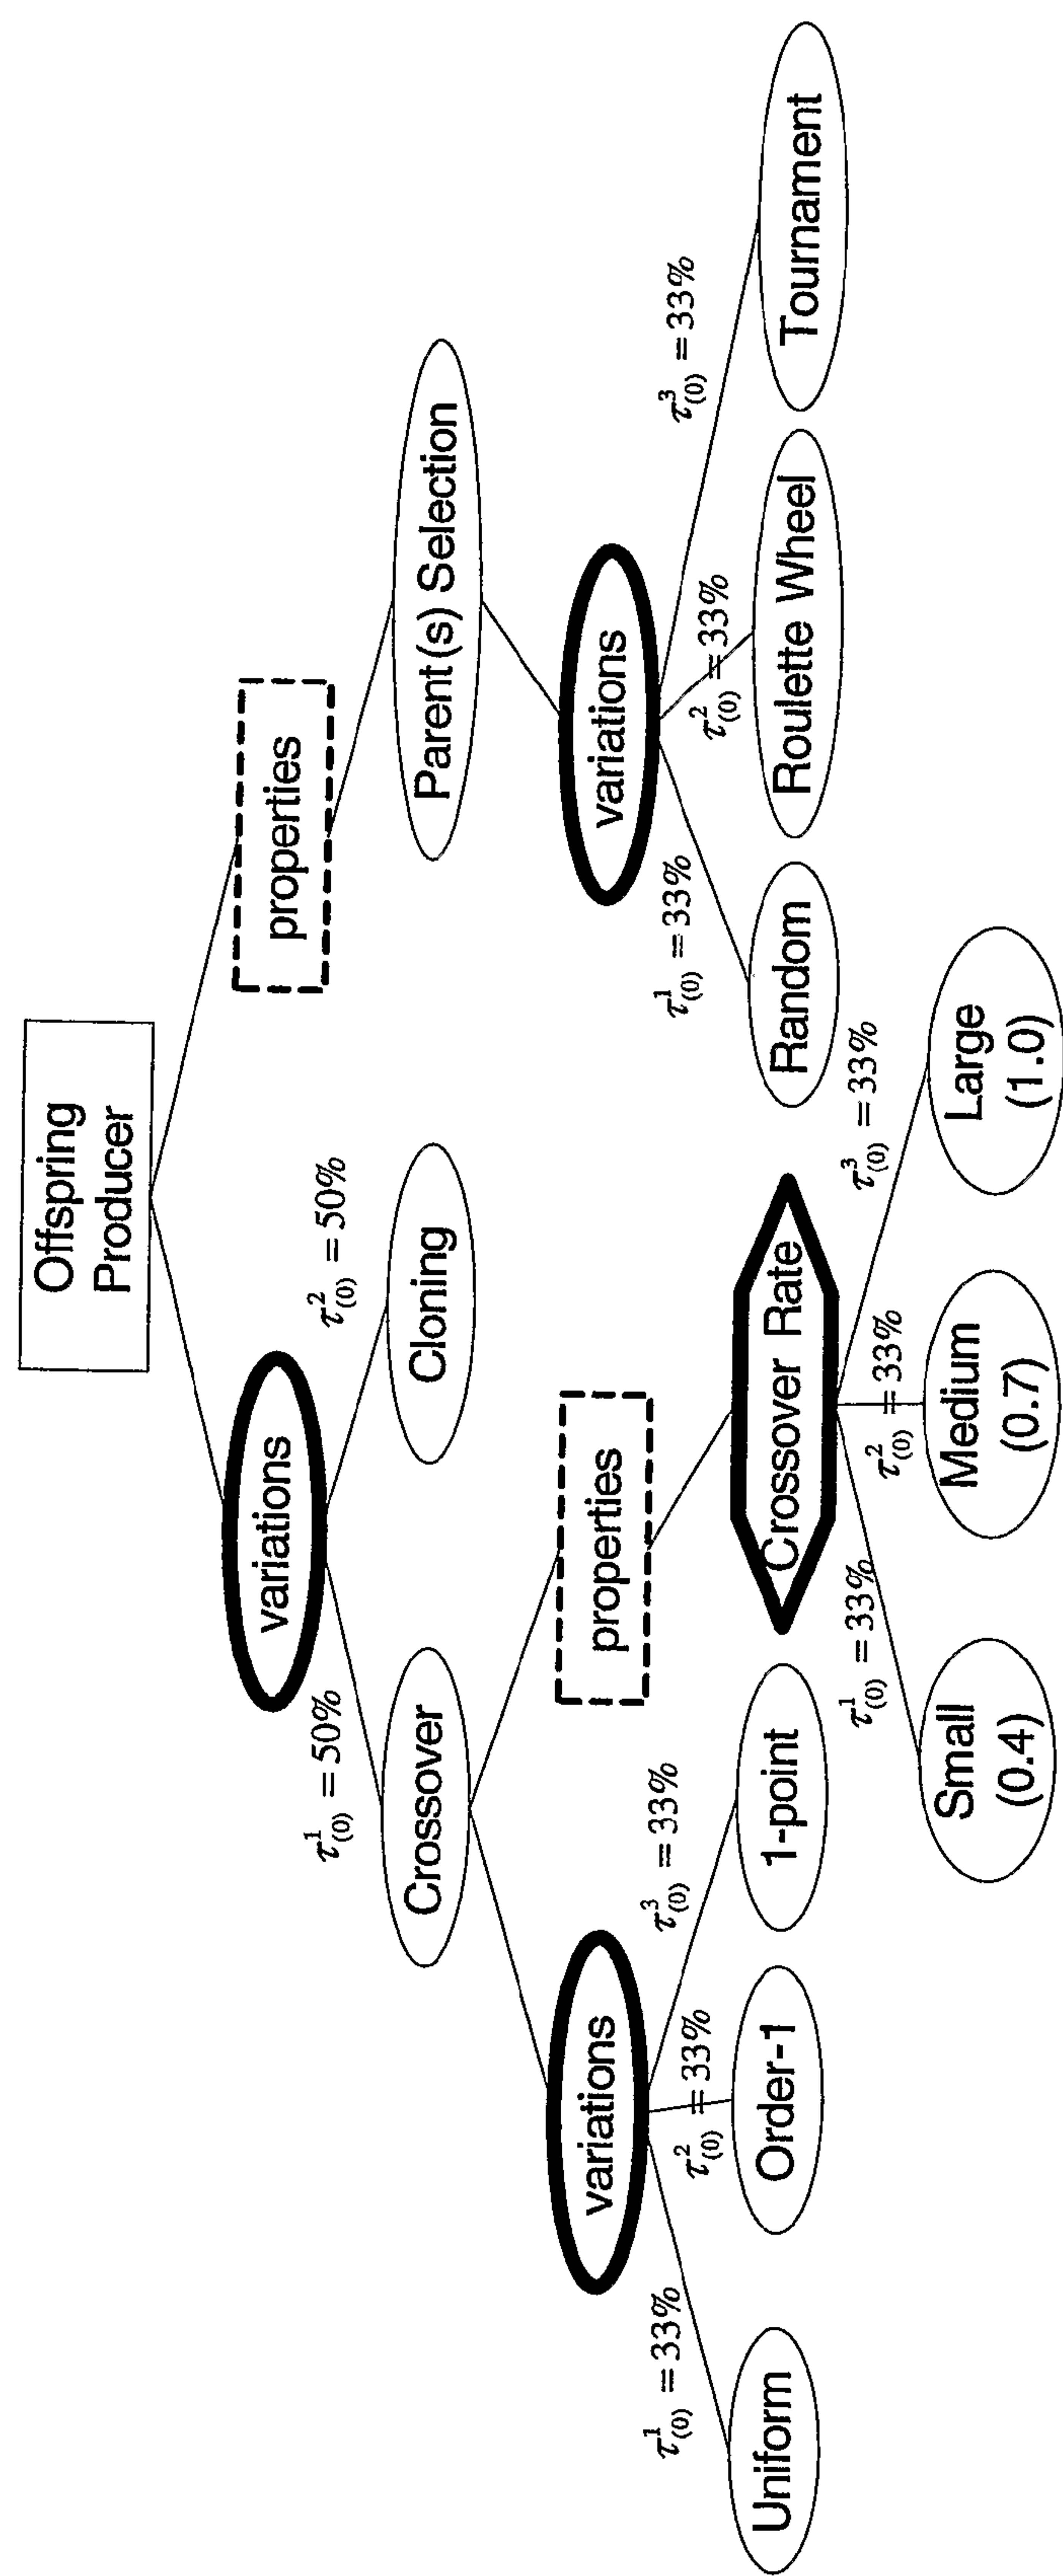 Offspring
Producer
variations
properties
τ¹₍₀₎ = 50%
τ²₍₀₎ = 50%
Crossover
Cloning
Parent(s) Selection
variations
properties
variations
τ¹₍₀₎ = 33%
τ²₍₀₎ = 33%
τ³₍₀₎ = 33%
τ¹₍₀₎ = 33%
τ²₍₀₎ = 33%
τ³₍₀₎ = 33%
Uniform
Order-1
1-point
Crossover Rate
Random
Roulette Wheel
Tournament
τ¹₍₀₎ = 33%
τ²₍₀₎ = 33%
τ³₍₀₎ = 33%
Small
(0.4)
Medium
(0.7)
Large
(1.0)